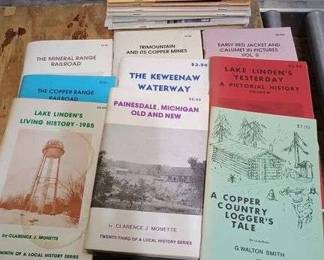 THE MINERAL RANGE
RAILROAD
TRIMOUNTAIN
AND ITS COPPER MINES
EARLY RED JACKET AND
CALUMET IN PICTURES
VOL. II
THE COPPER RANGE
RAILROAD
THE KEWEENAW
WATERWAY
LAKE LINDEN'S
YESTERDAY
A PICTORIAL HISTORY
LAKE LINDEN'S
LIVING HISTORY - 1985
by CLARENCE J. MONETTE
OF A LOCAL HISTORY SERIES
PAINESDALE, MICHIGAN
OLD AND NEW
by CLARENCE J. MONETTE
TWENTY THIRD OF A LOCAL HISTORY SERIES
A COPPER
COUNTRY
LOGGER'S
TALE
G. WALTON SMITH